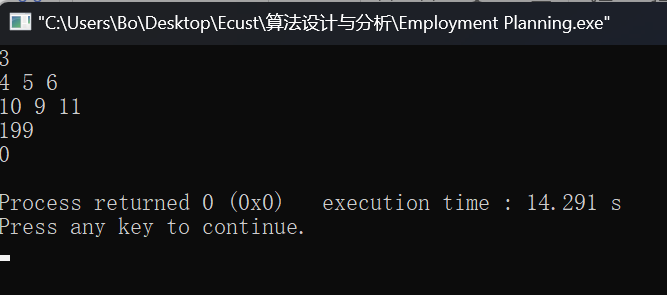 "C:\Users\Bo\Desktop\Ecust\算法设计与分析\Employment Planning.exe"
3
4 5 6
10 9 11
199
0
Process returned 0 (0x0)   execution time : 14.291 s
Press any key to continue.